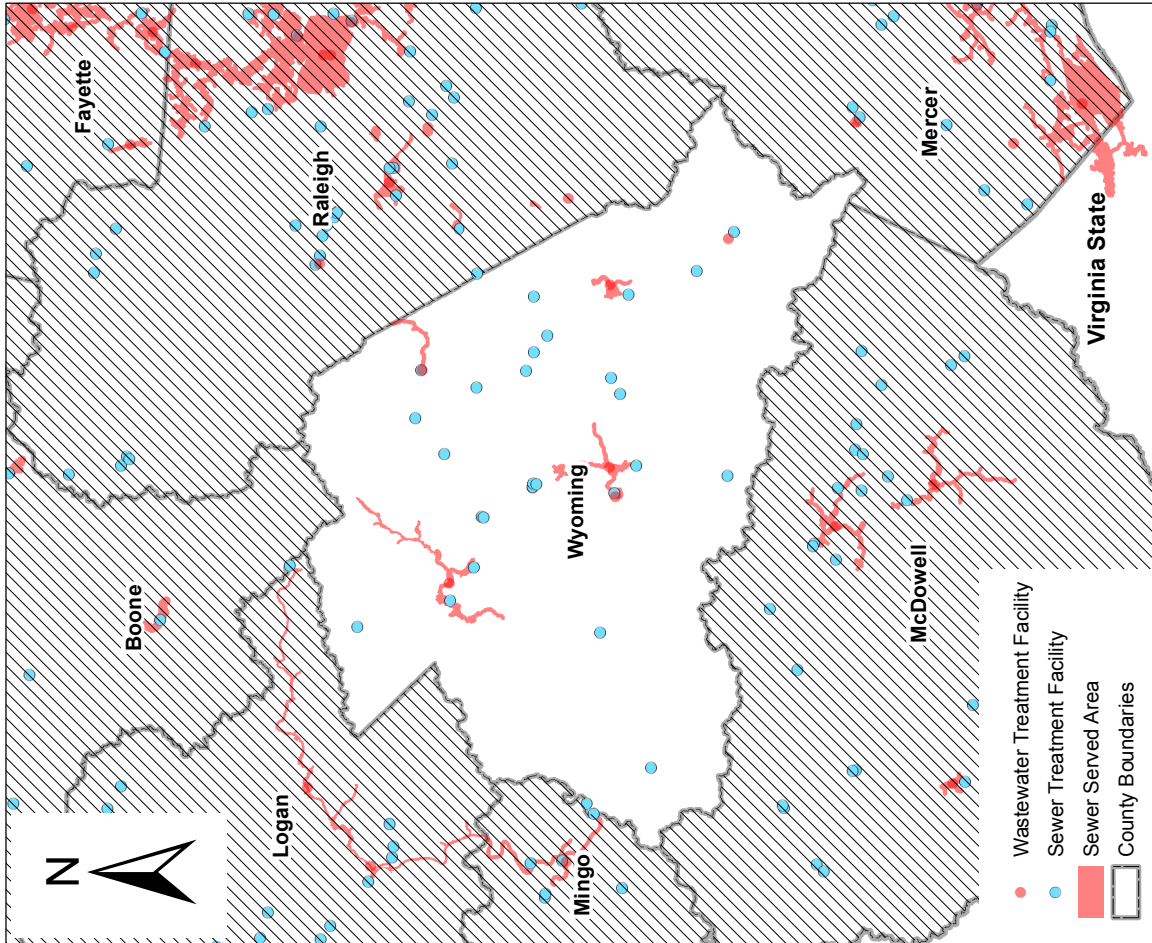 N
Fayette
Raleigh
Boone
Logan
Mingo
Wyoming
Mercer
McDowell
Virginia State
Wastewater Treatment Facility
Sewer Treatment Facility
Sewer Served Area
County Boundaries